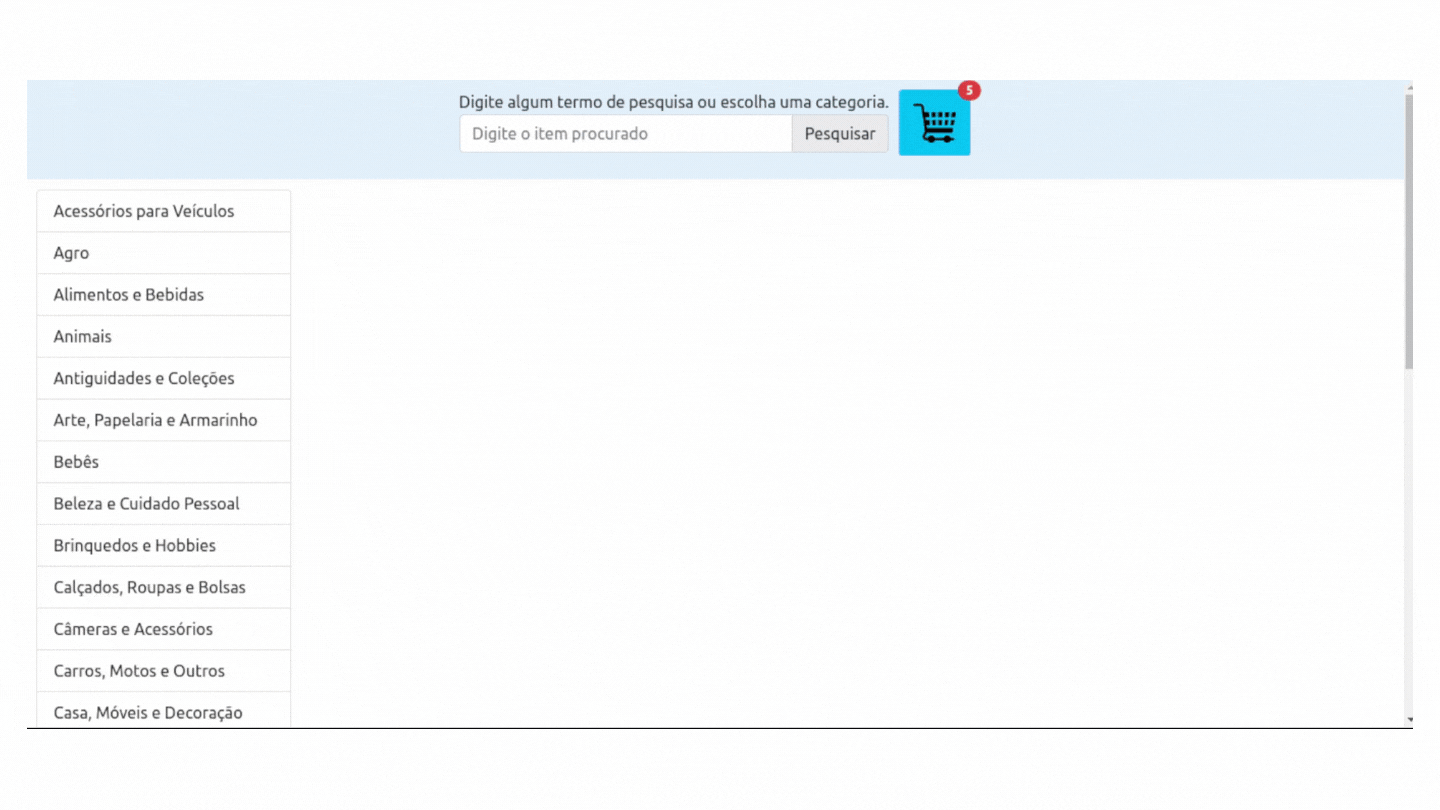 Digite algum termo de pesquisa ou escolha uma categoria.
5
Digite o item procurado
Pesquisar
Acessórios para Veículos
Agro
Alimentos e Bebidas
Animais
Antiguidades e Coleções
Arte, Papelaria e Armarinho
Bebês
Beleza e Cuidado Pessoal
Brinquedos e Hobbies
Calçados, Roupas e Bolsas
Câmeras e Acessórios
Carros, Motos e Outros
Casa, Móveis e Decoração